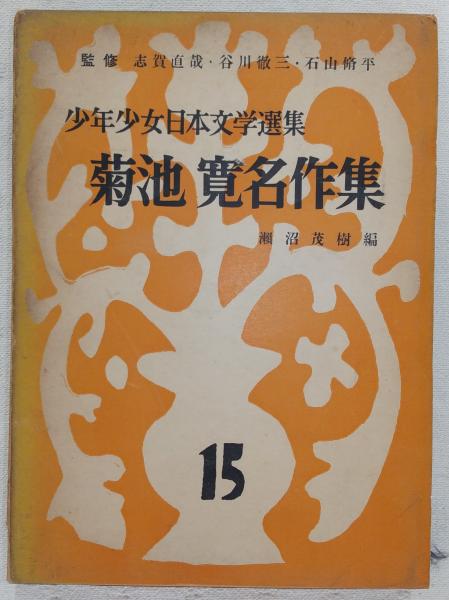 監修 志賀直哉・谷川徹三・石山脩平
少年少女日本文学選集
菊池 寛名作集
瀬沼茂樹編
15